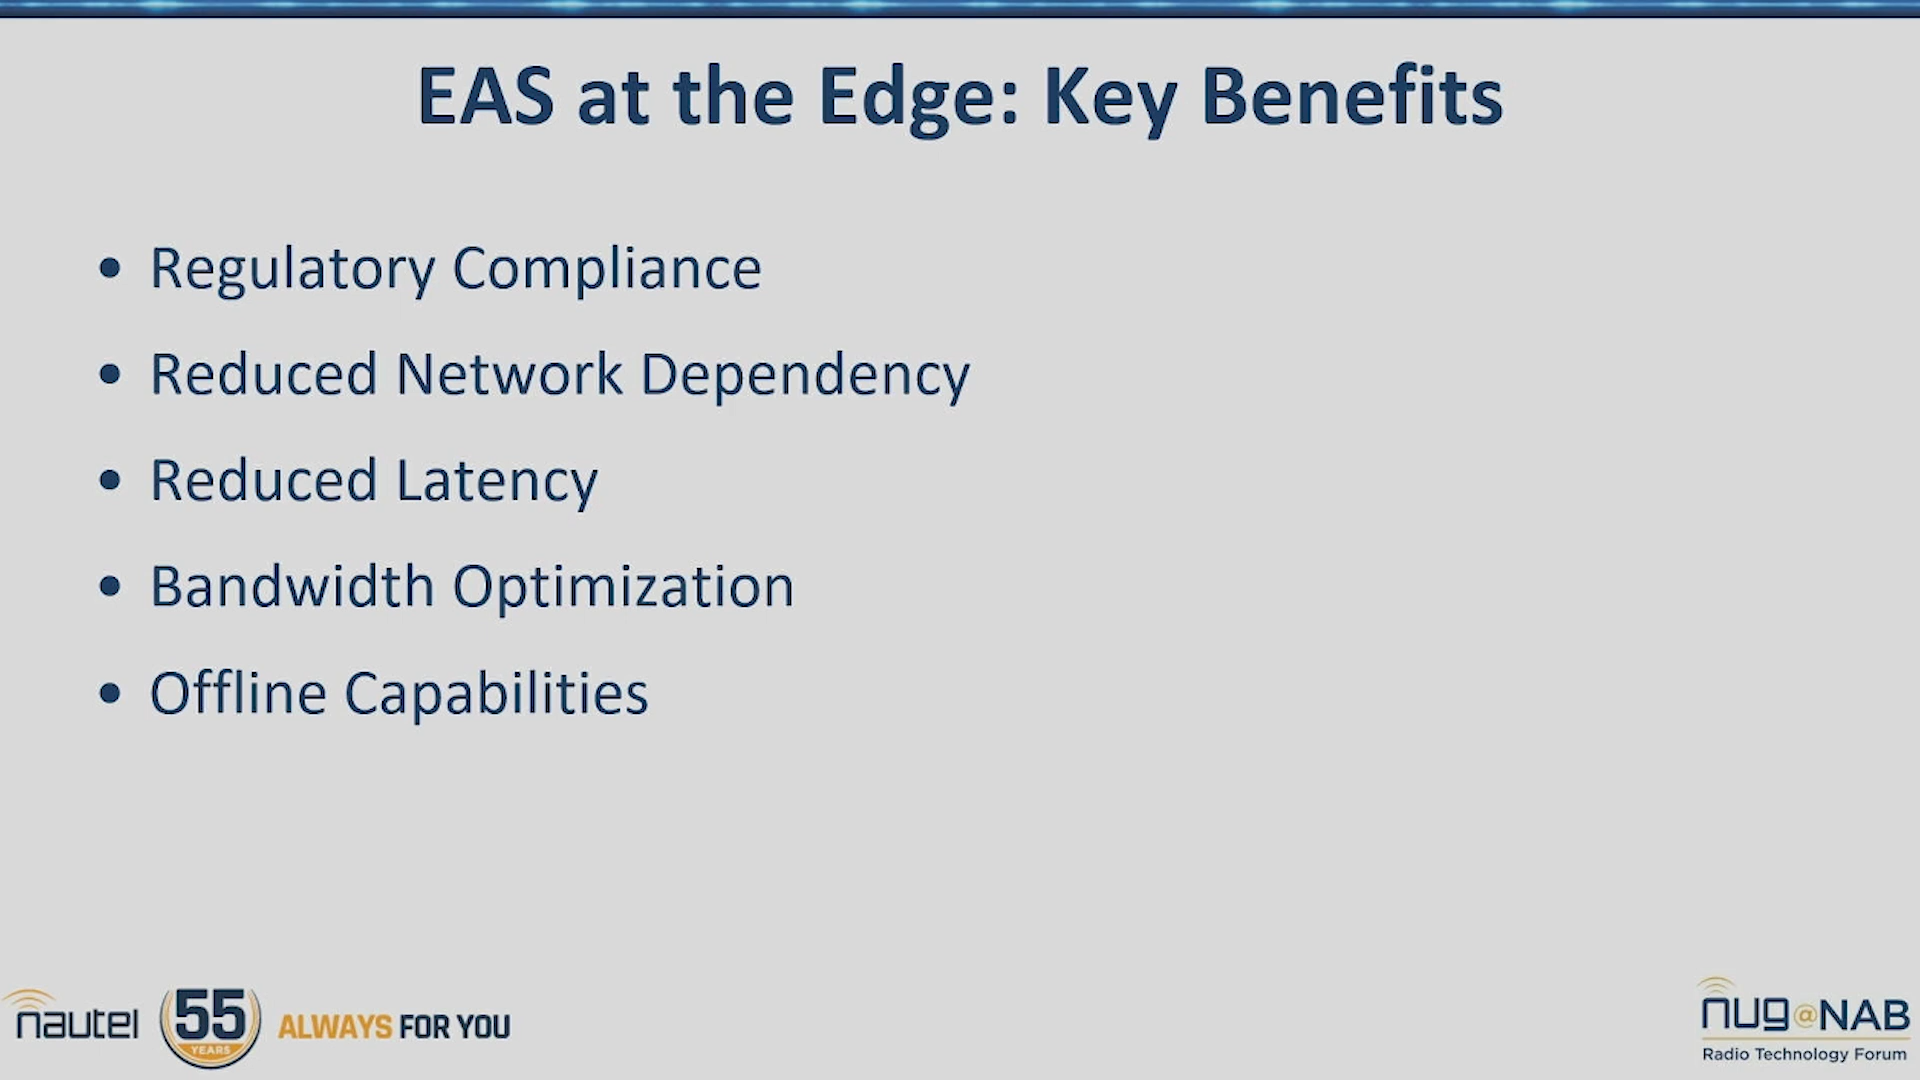 EAS at the Edge: Key Benefits
• Regulatory Compliance
• Reduced Network Dependency
• Reduced Latency
• Bandwidth Optimization
• Offline Capabilities
nautel 55 YEARS ALWAYS FOR YOU
nug@NAB
Radio Technology Forum